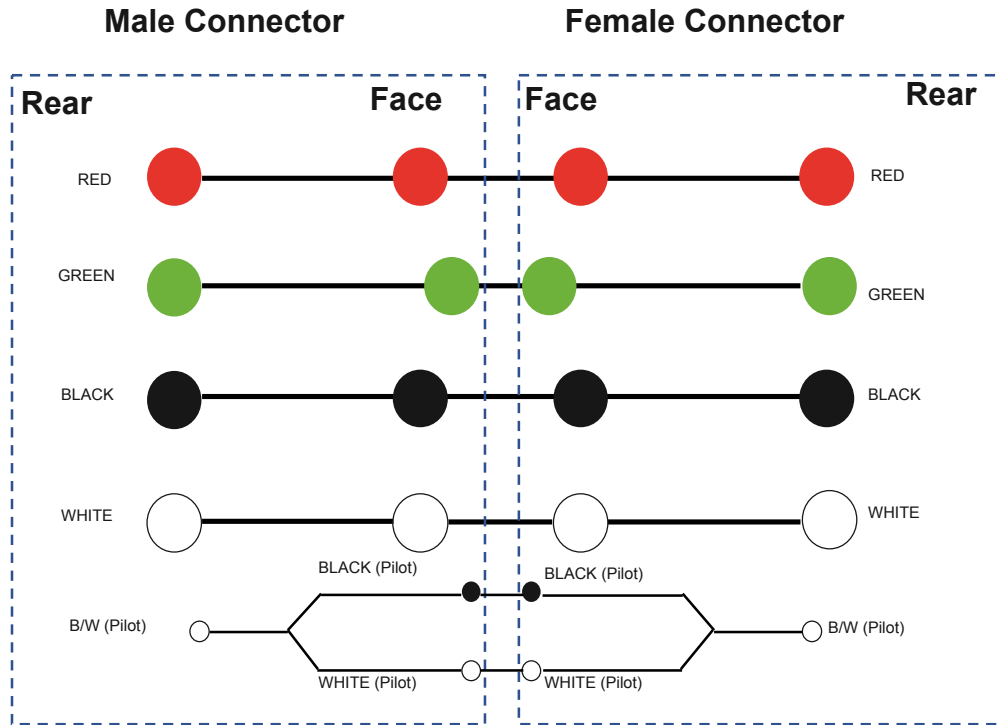 Male Connector
Female Connector
Rear
Face
Face
Rear
RED
RED
GREEN
GREEN
BLACK
BLACK
WHITE
WHITE
BLACK (Pilot)
BLACK (Pilot)
B/W (Pilot)
B/W (Pilot)
WHITE (Pilot)
WHITE (Pilot)